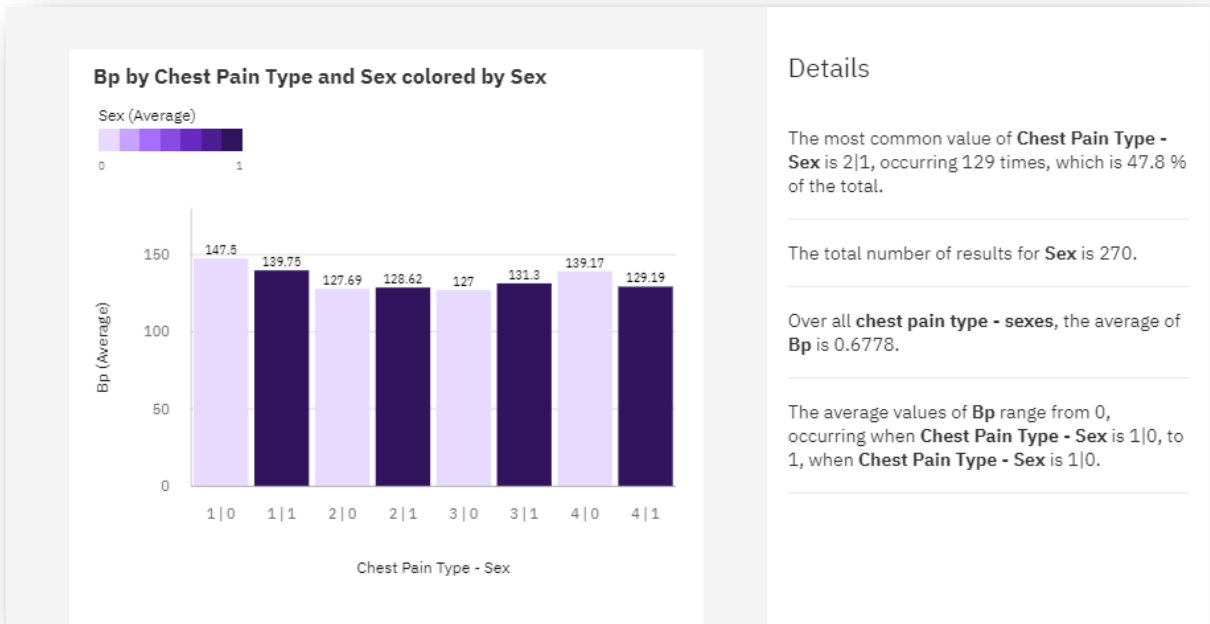 Bp by Chest Pain Type and Sex colored by Sex
Sex (Average)
0 1
Bp (Average)
150
100
50
0
147.5
139.75
127.69
128.62
127
131.3
139.17
129.19
1|0 1|1 2|0 2|1 3|0 3|1 4|0 4|1
Chest Pain Type - Sex
Details
The most common value of Chest Pain Type -
Sex is 2|1, occurring 129 times, which is 47.8 %
of the total.
The total number of results for Sex is 270.
Over all chest pain type - sexes, the average of
Bp is 0.6778.
The average values of Bp range from 0,
occurring when Chest Pain Type - Sex is 1|0, to
1, when Chest Pain Type - Sex is 1|0.